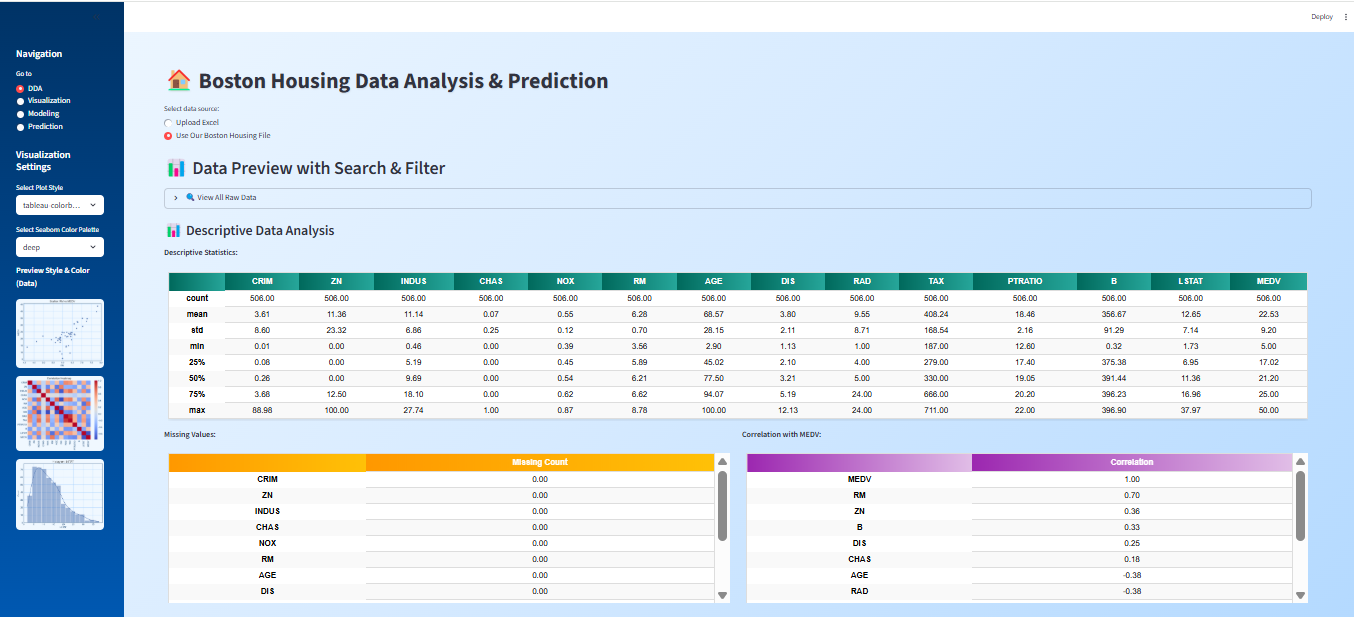 Deploy
Navigation
Go to
DDA
Visualization
Modeling
Prediction
Visualization
Settings
Select Plot Style
tableau-colorb...
Select Seaborn Color Palette
deep
Preview Style & Color
(Data)
Boston Housing Data Analysis & Prediction
Select data source:
Upload Excel
Use Our Boston Housing File
Data Preview with Search & Filter
View All Raw Data
Descriptive Data Analysis
Descriptive Statistics:
CRIM ZN INDUS CHAS NOX RM AGE DIS RAD TAX PTRATIO B LSTAT MEDV
count 506.00 506.00 506.00 506.00 506.00 506.00 506.00 506.00 506.00 506.00 506.00 506.00 506.00 506.00
mean 3.61 11.36 11.14 0.07 0.55 6.28 68.57 3.80 9.55 408.24 18.46 356.67 12.65 22.53
std 8.60 23.32 6.86 0.25 0.12 0.70 28.15 2.11 8.71 168.54 2.16 91.29 7.14 9.20
min 0.01 0.00 0.46 0.00 0.39 3.56 2.90 1.13 1.00 187.00 12.60 0.32 1.73 5.00
25% 0.08 0.00 5.19 0.00 0.45 5.89 45.02 2.10 4.00 279.00 17.40 375.38 6.95 17.02
50% 0.26 0.00 9.69 0.00 0.54 6.21 77.50 3.21 5.00 330.00 19.05 391.44 11.36 21.20
75% 3.68 12.50 18.10 0.00 0.62 6.62 94.07 5.19 24.00 666.00 20.20 396.23 16.96 25.00
max 88.98 100.00 27.74 1.00 0.87 8.78 100.00 12.13 24.00 711.00 22.00 396.90 37.97 50.00
Missing Values:
Missing Count
CRIM 0.00
ZN 0.00
INDUS 0.00
CHAS 0.00
NOX 0.00
RM 0.00
AGE 0.00
DIS 0.00
Correlation with MEDV:
Correlation
MEDV 1.00
RM 0.70
ZN 0.36
B 0.33
DIS 0.25
CHAS 0.18
AGE -0.38
RAD -0.38